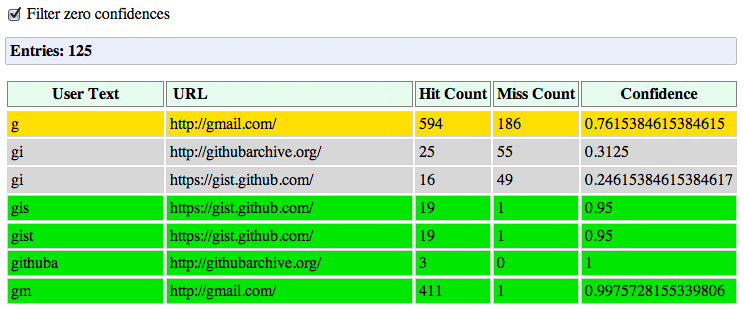 Filter zero confidences
Entries: 125
User Text URL Hit Count Miss Count Confidence
g http://gmail.com/ 594 186 0.7615384615384615
gi http://githubarchive.org/ 25 55 0.3125
gi https://gist.github.com/ 16 49 0.24615384615384617
gis https://gist.github.com/ 19 1 0.95
gist https://gist.github.com/ 19 1 0.95
githuba http://githubarchive.org/ 3 0 1
gm http://gmail.com/ 411 1 0.9975728155339806